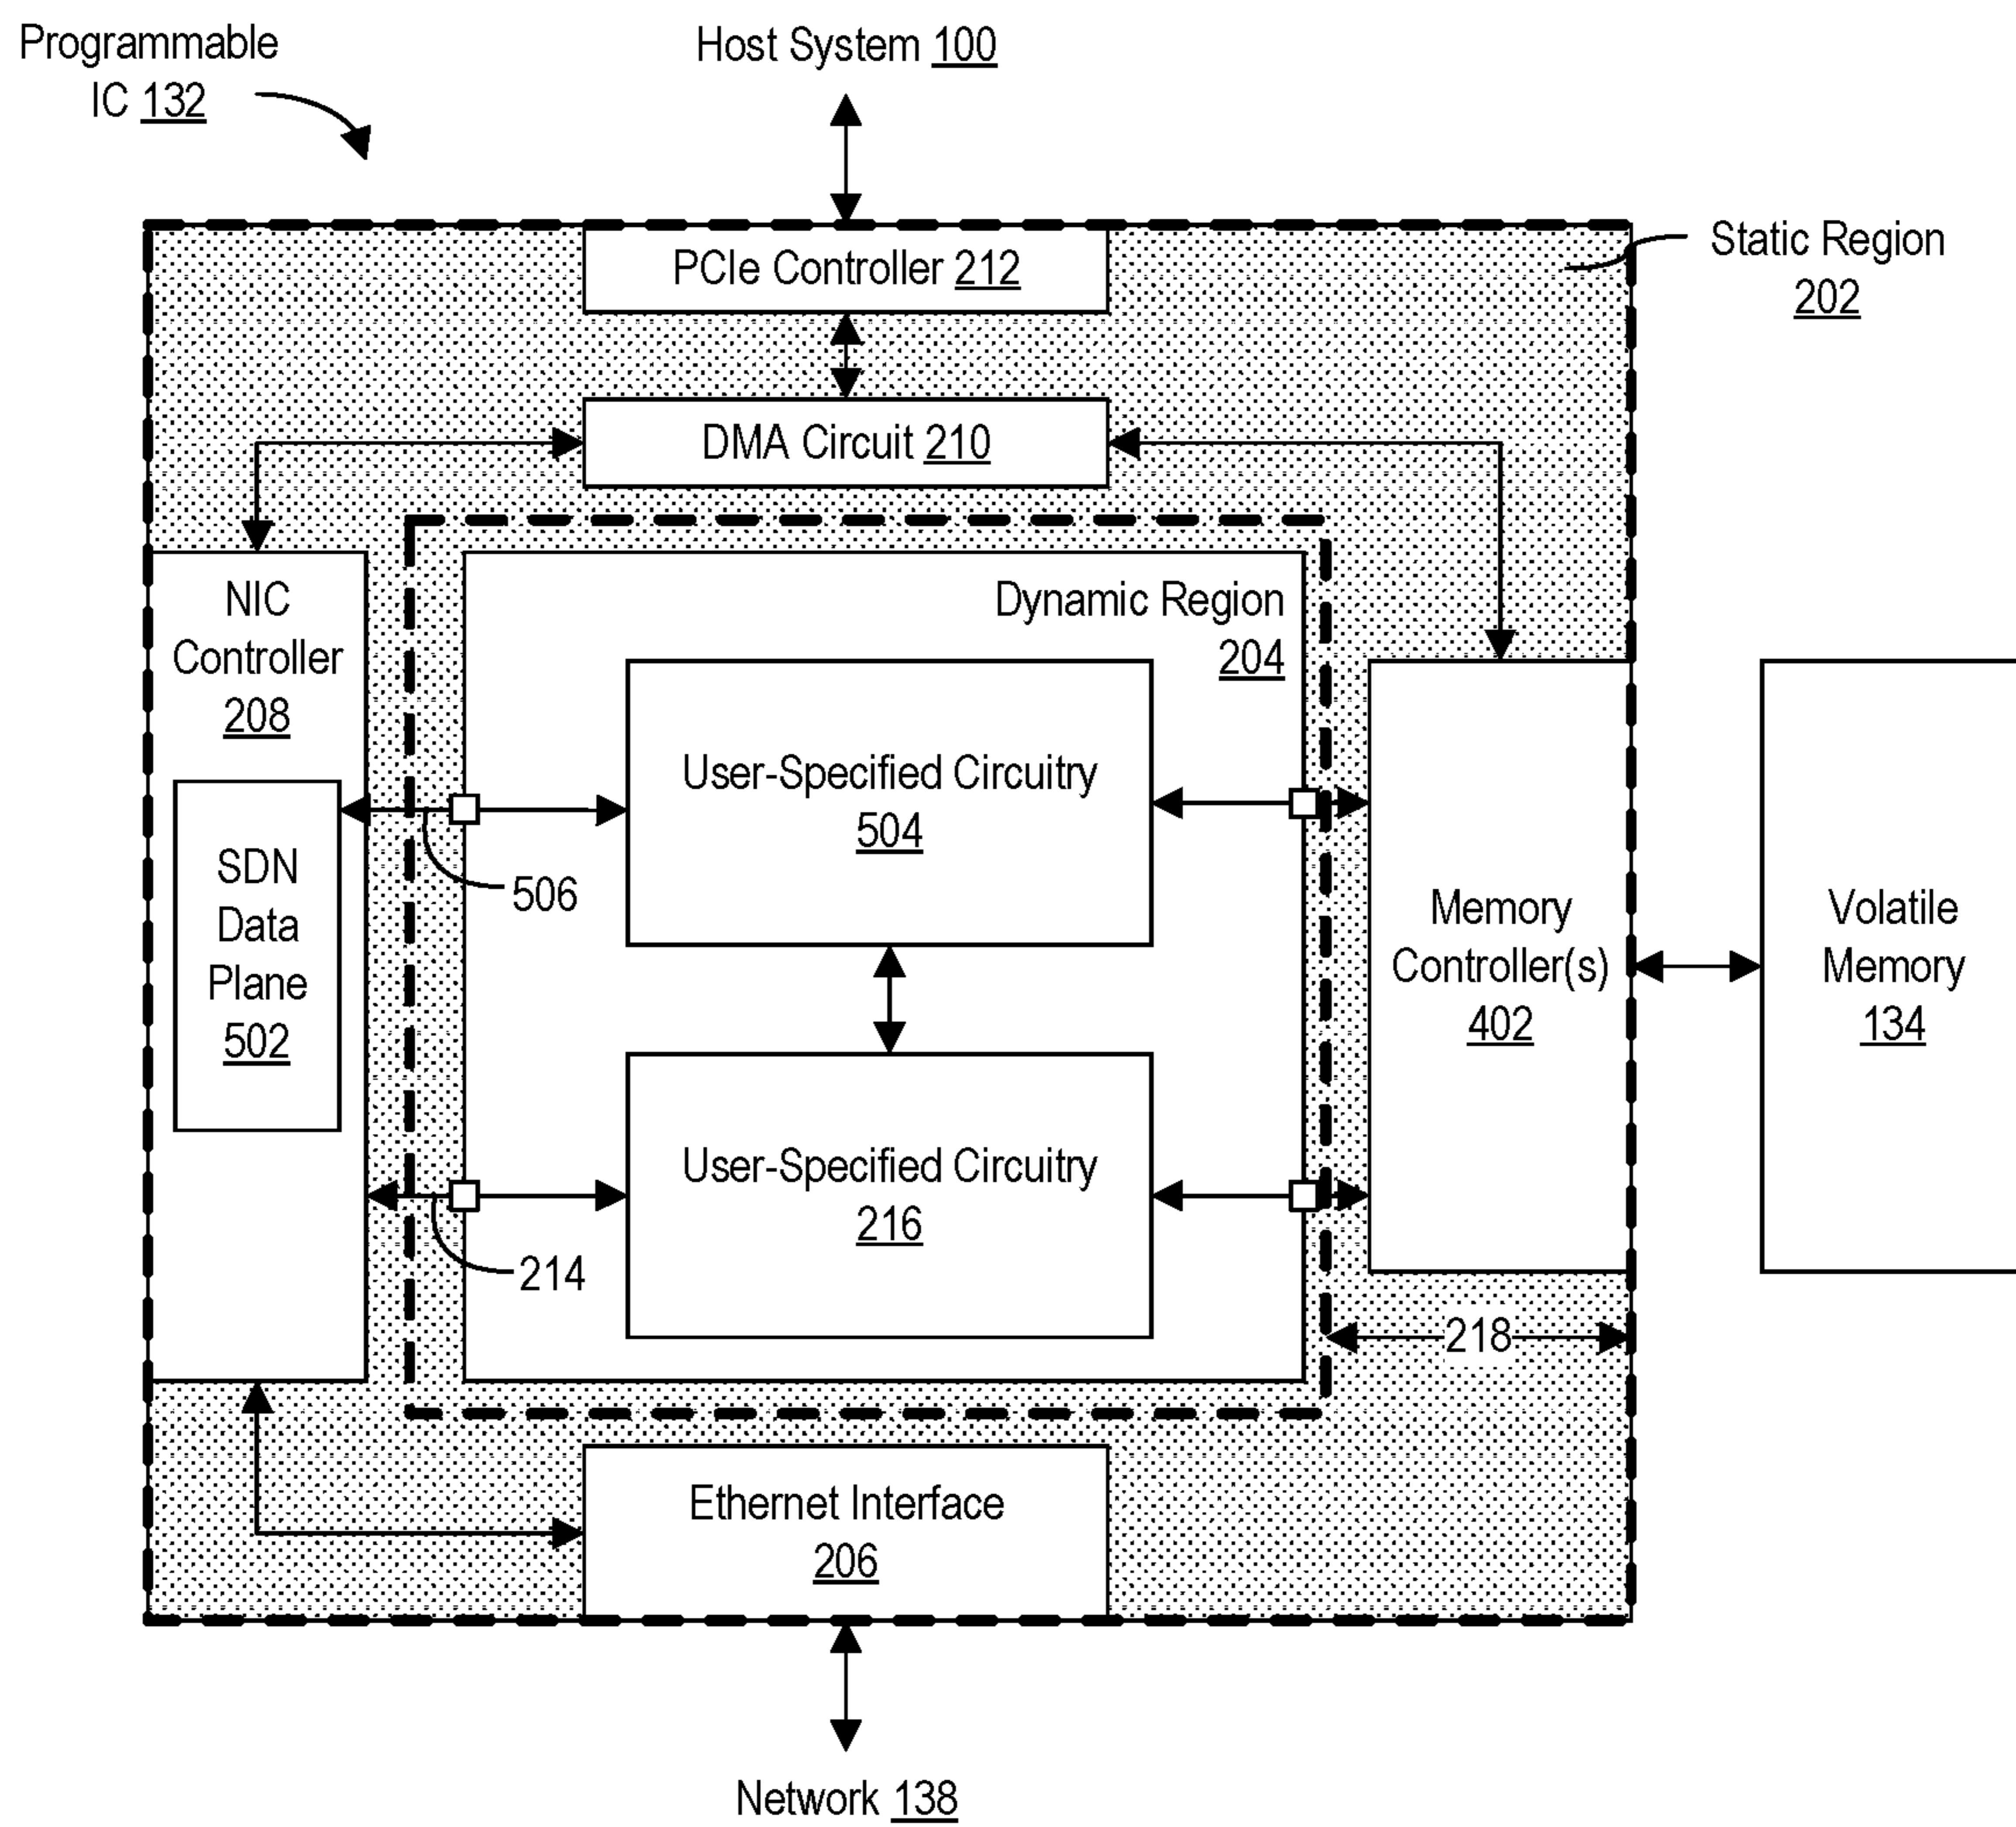 Programmable
IC 132
Host System 100
Static Region
202
PCIe Controller 212
DMA Circuit 210
NIC
Controller
208
Dynamic Region
204
User-Specified Circuitry
504
SDN
Data
Plane
502
506
Memory
Controller(s)
402
Volatile
Memory
134
User-Specified Circuitry
216
214
218
Ethernet Interface
206
Network 138